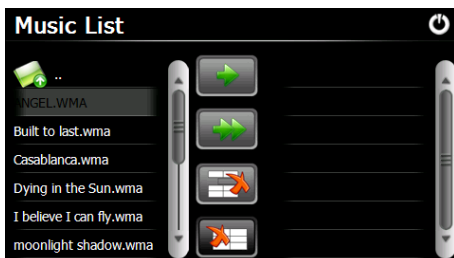 Music List
..
ANGEL.WMA
Built to last.wma
Casablanca.wma
Dying in the Sun.wma
I believe I can fly.wma
moonlight shadow.wma